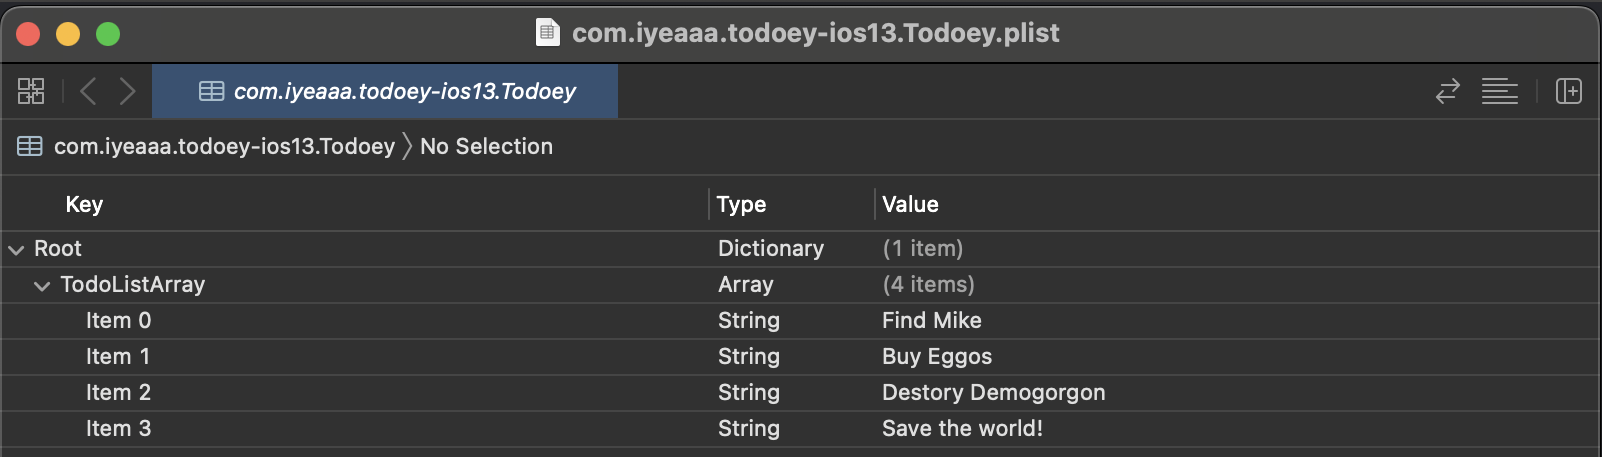 com.iyeaaa.todoey-ios13.Todoey.plist
com.iyeaaa.todoey-ios13.Todoey
com.iyeaaa.todoey-ios13.Todoey 〉 No Selection
Key Type Value
Root Dictionary (1 item)
TodoListArray Array (4 items)
Item 0 String Find Mike
Item 1 String Buy Eggos
Item 2 String Destory Demogorgon
Item 3 String Save the world!